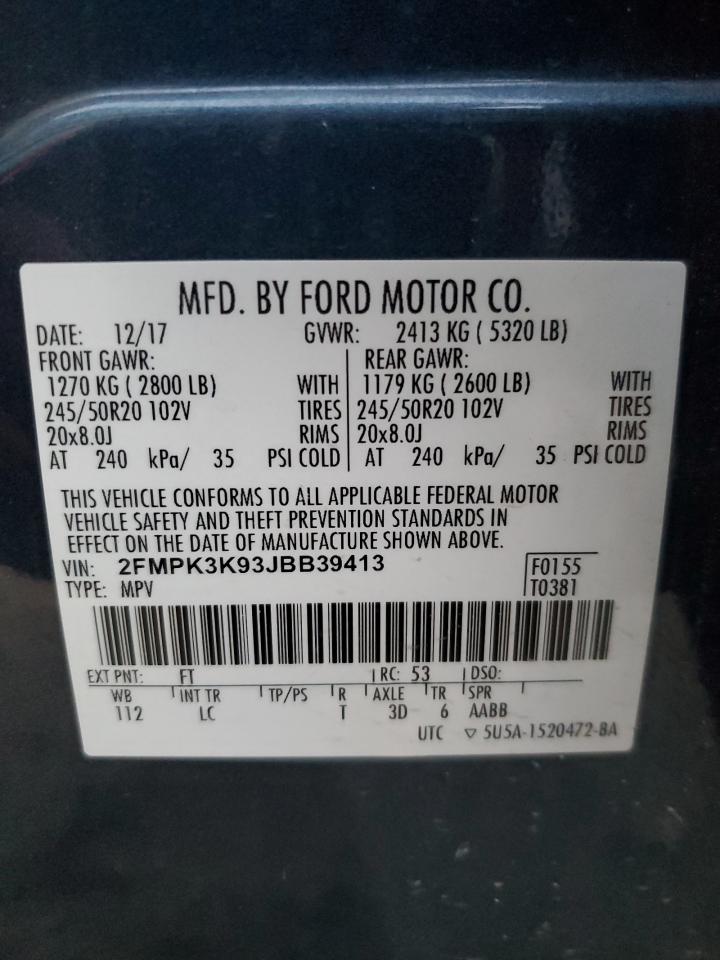 MFD. BY FORD MOTOR CO.
DATE: 12/17 GVWR: 2413 KG ( 5320 LB)
FRONT GAWR: REAR GAWR:
1270 KG ( 2800 LB) WITH 1179 KG ( 2600 LB) WITH
245/50R20 102V TIRES 245/50R20 102V TIRES
20x8.0J RIMS 20x8.0J RIMS
AT 240 kPa/ 35 PSI COLD AT 240 kPa/ 35 PSI COLD
THIS VEHICLE CONFORMS TO ALL APPLICABLE FEDERAL MOTOR
VEHICLE SAFETY AND THEFT PREVENTION STANDARDS IN
EFFECT ON THE DATE OF MANUFACTURE SHOWN ABOVE.
VIN: 2FMPK3K93JBB39413 F0155
TYPE: MPV T0381
EXT PNT: FT RC: 53 DSO:
WB INT TR TP/PS R AXLE TR SPR
112 LC T 3D 6 AABB
UTC ▽ 5U5A-1520472-BA